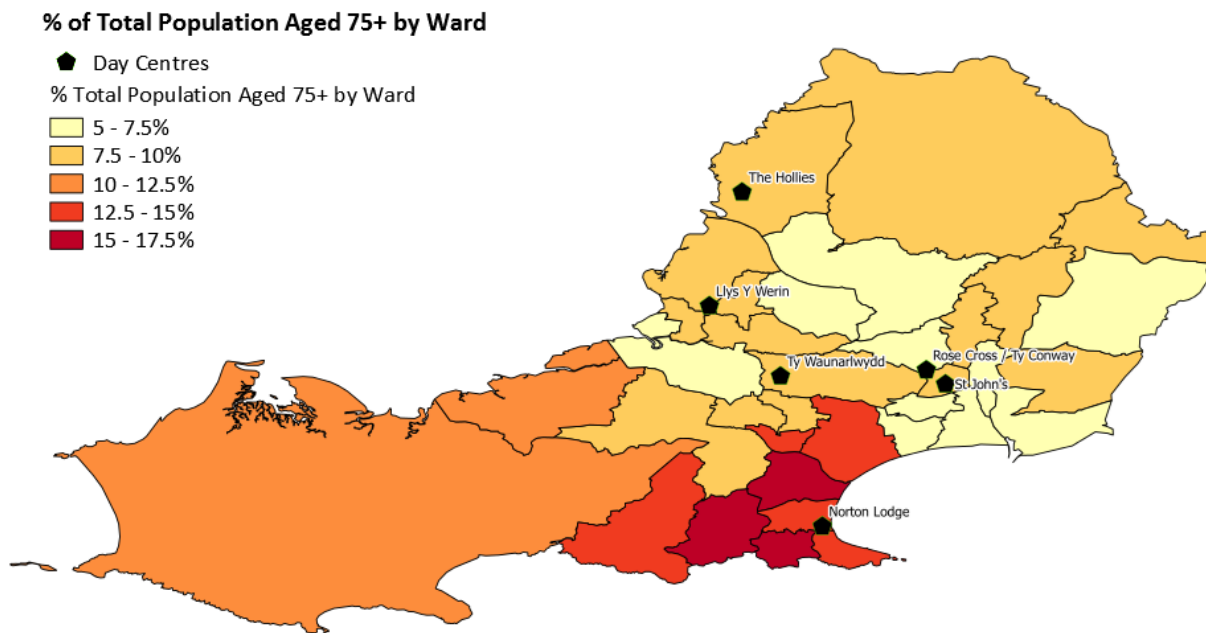 % of Total Population Aged 75+ by Ward
Day Centres
% Total Population Aged 75+ by Ward
5 - 7.5%
7.5 - 10%
10 - 12.5%
12.5 - 15%
15 - 17.5%
The Hollies
Llys Y Werin
Ty Waunarlwydd
Rose Cross / Ty Conway
St John's
Norton Lodge